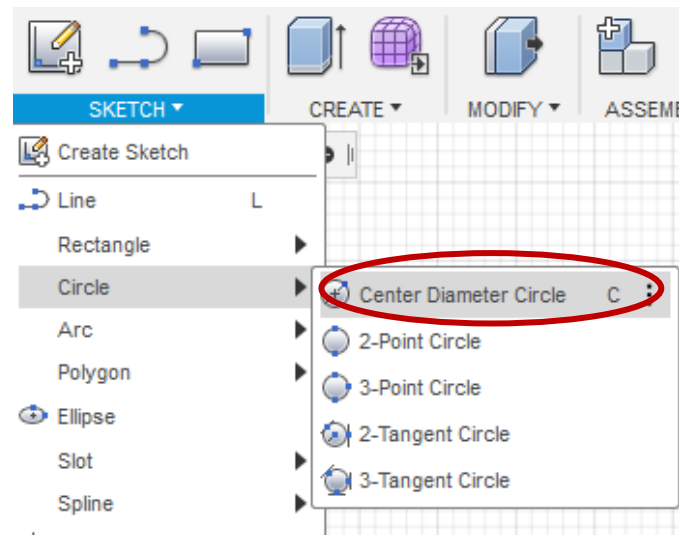 SKETCH ▼ CREATE ▼ MODIFY ▼
Create Sketch
Line L
Rectangle
Circle
Arc
Polygon
Ellipse
Slot
Spline
Center Diameter Circle C
2-Point Circle
3-Point Circle
2-Tangent Circle
3-Tangent Circle